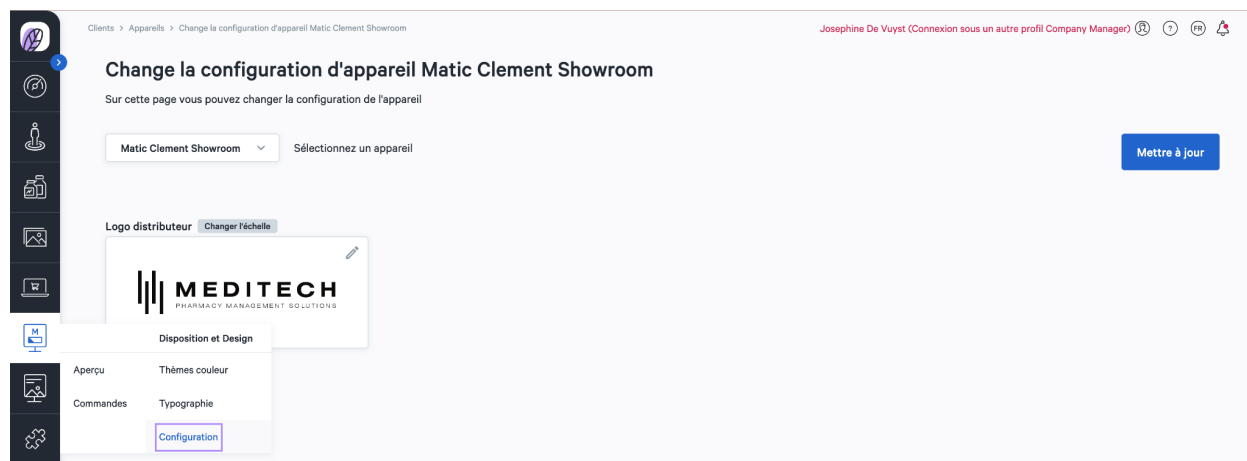 Clients > Appareils > Change la configuration d'appareil Matic Clement Showroom
Josephine De Vuyst (Connexion sous un autre profil Company Manager)
?
FR
Change la configuration d'appareil Matic Clement Showroom
Sur cette page vous pouvez changer la configuration de l'appareil
Matic Clement Showroom
Sélectionnez un appareil
Mettre à jour
Logo distributeur
Changer l'échelle
MEDITECH
PHARMACY MANAGEMENT SOLUTIONS
M
Disposition et Design
Aperçu
Thèmes couleur
Commandes
Typographie
Configuration